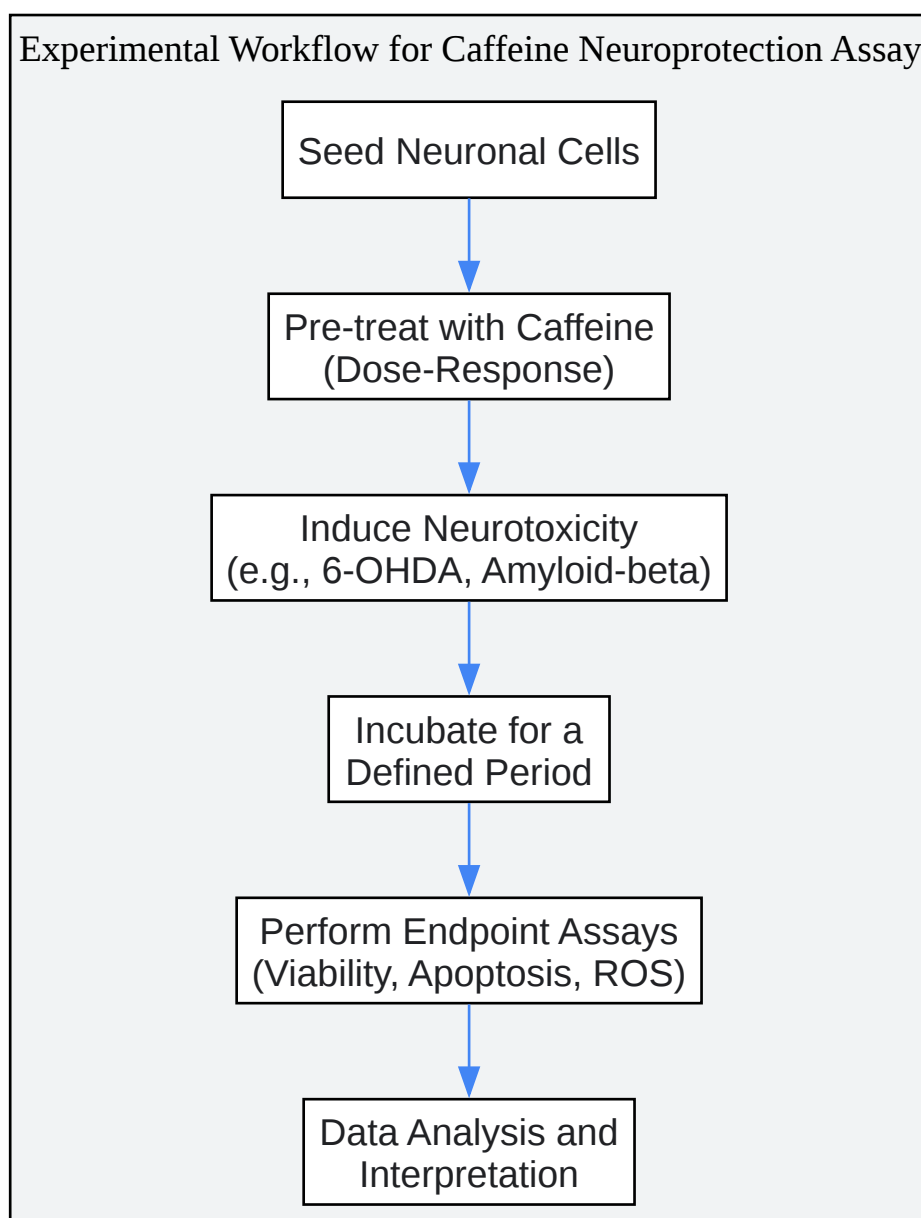 Experimental Workflow for Caffeine Neuroprotection Assay
Seed Neuronal Cells
Pre-treat with Caffeine
(Dose-Response)
Induce Neurotoxicity
(e.g., 6-OHDA, Amyloid-beta)
Incubate for a
Defined Period
Perform Endpoint Assays
(Viability, Apoptosis, ROS)
Data Analysis and
Interpretation